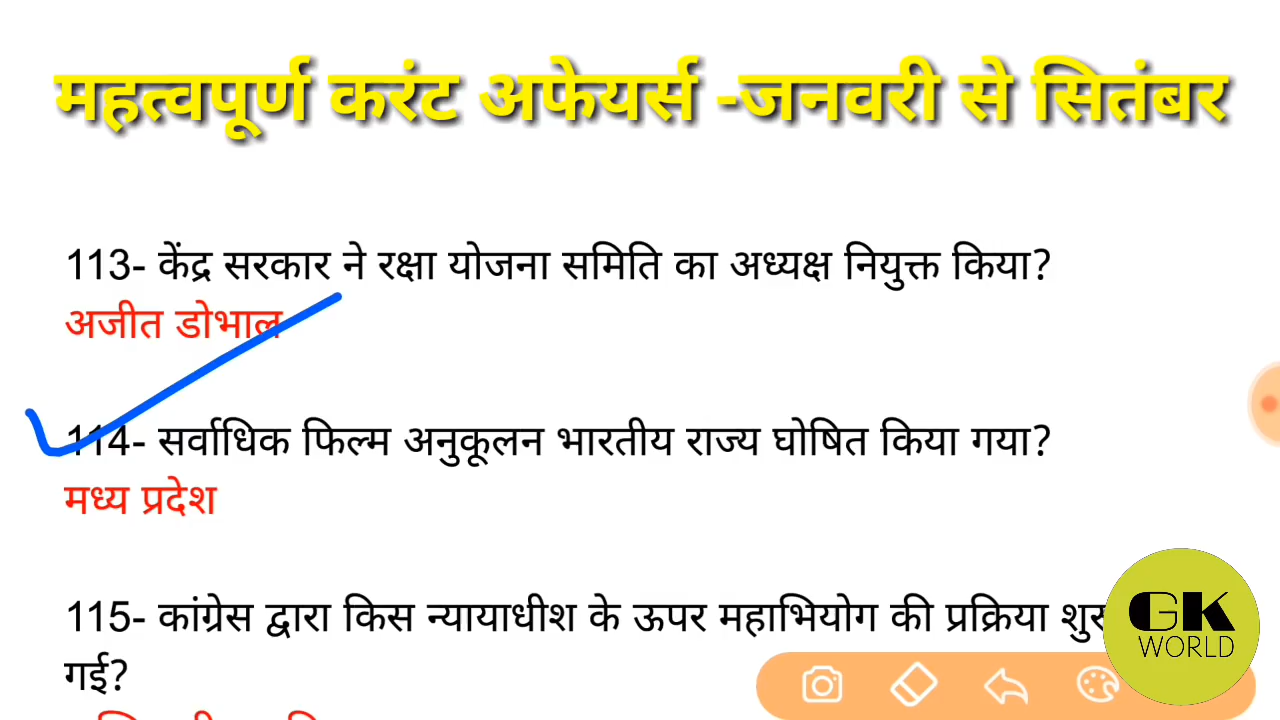 महत्वपूर्ण करंट अफेयर्स -जनवरी से सितंबर
113- केंद्र सरकार ने रक्षा योजना समिति का अध्यक्ष नियुक्त किया?
अजीत डोभाल
114- सर्वाधिक फिल्म अनुकूलन भारतीय राज्य घोषित किया गया?
मध्य प्रदेश
115- कांग्रेस द्वारा किस न्यायाधीश के ऊपर महाभियोग की प्रक्रिया
गई?
GK
WORLD